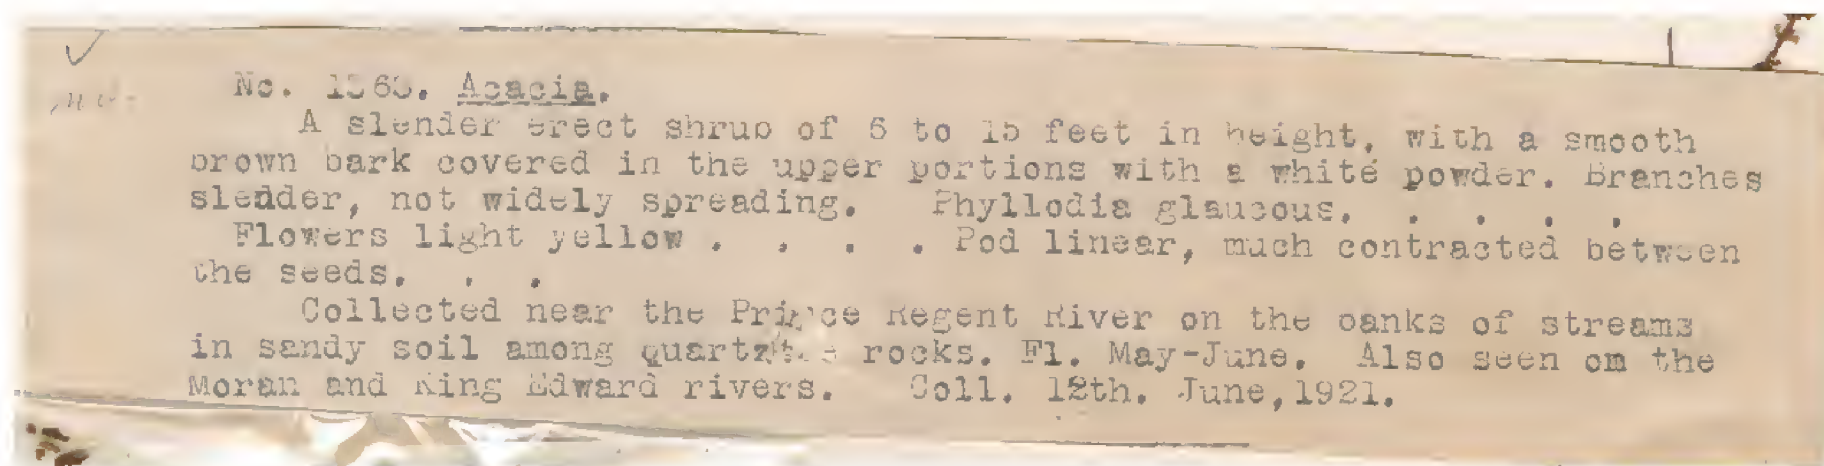 No. Acacia.
A slender erect shrub of 6 to 15 feet in height, with a smooth
brown bark covered in the upper portions with a white powder. Branches
sledder, not widely spreading. Phyllodia glaucous. . . . .
Flowers light yellow . . . . Pod linear, much contracted between
the seeds. . .
Collected near the Prince Regent River on the banks of streams
in sandy soil among quartzite rocks. Fl. May-June. Also seen om the
Moran and King Edward rivers. Coll. 12th. June,1921.